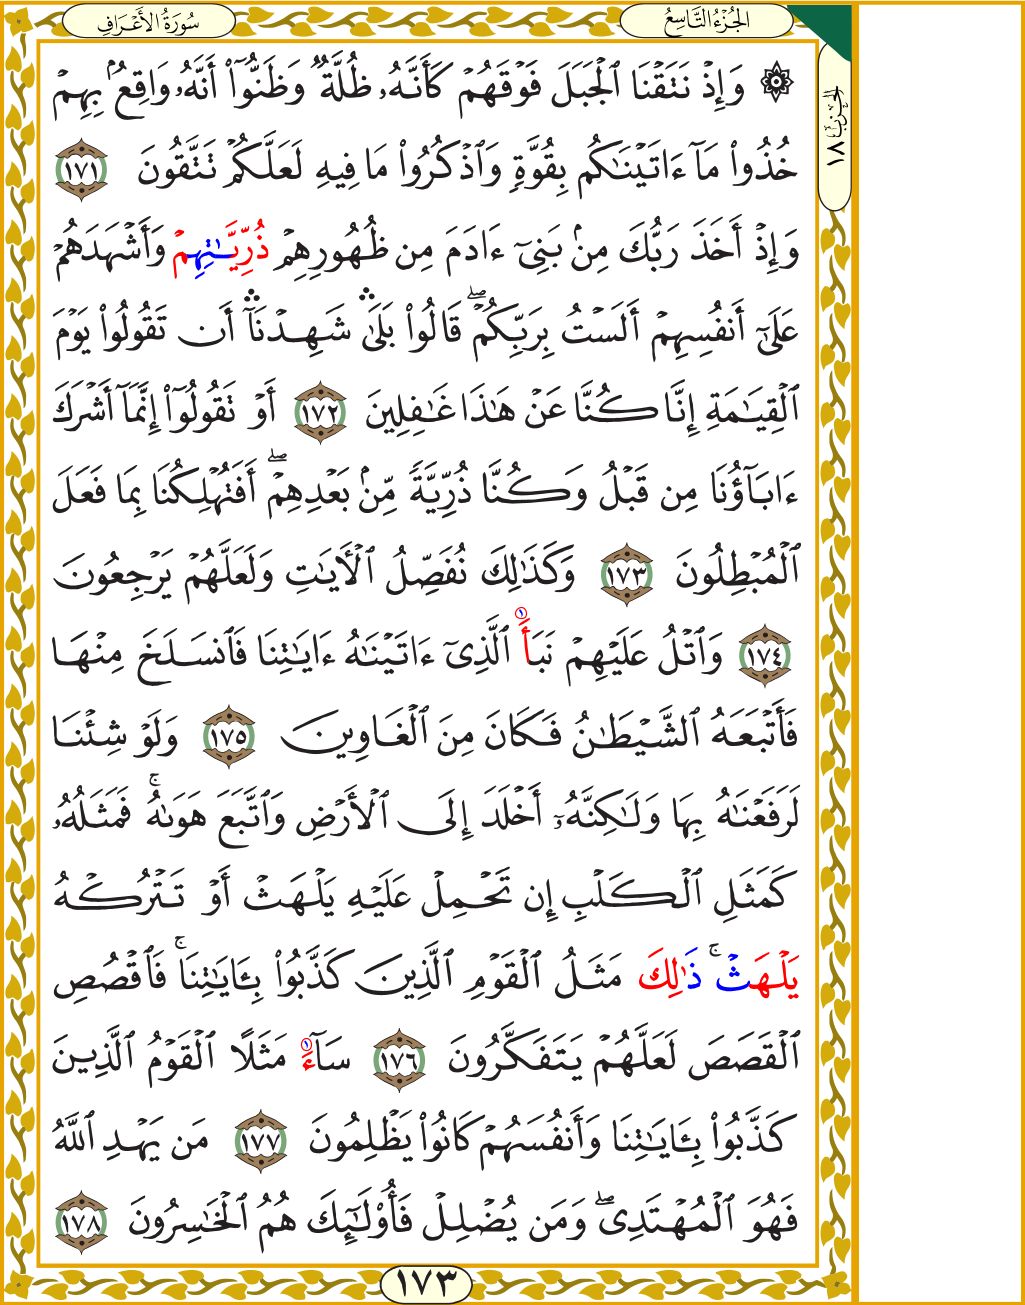 الجُزْءُ التَّاسِعُ
سُورَةُ الأَعْرَافِ
الحِزْبُ ١٨
۞ وَإِذْ نَتَقْنَا ٱلْجَبَلَ فَوْقَهُمْ كَأَنَّهُۥ ظُلَّةٌ وَظَنُّوٓا۟ أَنَّهُۥ وَاقِعٌۢ بِهِمْ
خُذُوا۟ مَآ ءَاتَيْنَـٰكُم بِقُوَّةٍ وَٱذْكُرُوا۟ مَا فِيهِ لَعَلَّكُمْ تَتَّقُونَ ١٧١
وَإِذْ أَخَذَ رَبُّكَ مِنۢ بَنِىٓ ءَادَمَ مِن ظُهُورِهِمْ ذُرِّيَّـٰتِهِمْ وَأَشْهَدَهُمْ
عَلَىٰٓ أَنفُسِهِمْ أَلَسْتُ بِرَبِّكُمْ ۖ قَالُوا۟ بَلَىٰ ۛ شَهِدْنَآ ۛ أَن تَقُولُوا۟ يَوْمَ
ٱلْقِيَـٰمَةِ إِنَّا كُنَّا عَنْ هَـٰذَا غَـٰفِلِينَ ١٧٢ أَوْ تَقُولُوٓا۟ إِنَّمَآ أَشْرَكَ
ءَابَآؤُنَا مِن قَبْلُ وَكُنَّا ذُرِّيَّةً مِّنۢ بَعْدِهِمْ ۖ أَفَتُهْلِكُنَا بِمَا فَعَلَ
ٱلْمُبْطِلُونَ ١٧٣ وَكَذَٰلِكَ نُفَصِّلُ ٱلْـَٔايَـٰتِ وَلَعَلَّهُمْ يَرْجِعُونَ
١٧٤ وَٱتْلُ عَلَيْهِمْ نَبَأَ ٱلَّذِىٓ ءَاتَيْنَـٰهُ ءَايَـٰتِنَا فَٱنسَلَخَ مِنْهَا
فَأَتْبَعَهُ ٱلشَّيْطَـٰنُ فَكَانَ مِنَ ٱلْغَاوِينَ ١٧٥ وَلَوْ شِئْنَا
لَرَفَعْنَـٰهُ بِهَا وَلَـٰكِنَّهُۥٓ أَخْلَدَ إِلَى ٱلْأَرْضِ وَٱتَّبَعَ هَوَىٰهُ ۚ فَمَثَلُهُۥ
كَمَثَلِ ٱلْكَلْبِ إِن تَحْمِلْ عَلَيْهِ يَلْهَثْ أَوْ تَتْرُكْهُ
يَلْهَث ۚ ذَّٰلِكَ مَثَلُ ٱلْقَوْمِ ٱلَّذِينَ كَذَّبُوا۟ بِـَٔايَـٰتِنَا ۚ فَٱقْصُصِ
ٱلْقَصَصَ لَعَلَّهُمْ يَتَفَكَّرُونَ ١٧٦ سَآءَ مَثَلًا ٱلْقَوْمُ ٱلَّذِينَ
كَذَّبُوا۟ بِـَٔايَـٰتِنَا وَأَنفُسَهُمْ كَانُوا۟ يَظْلِمُونَ ١٧٧ مَن يَهْدِ ٱللَّهُ
فَهُوَ ٱلْمُهْتَدِى ۖ وَمَن يُضْلِلْ فَأُو۟لَـٰٓئِكَ هُمُ ٱلْخَـٰسِرُونَ ١٧٨
١٧٣